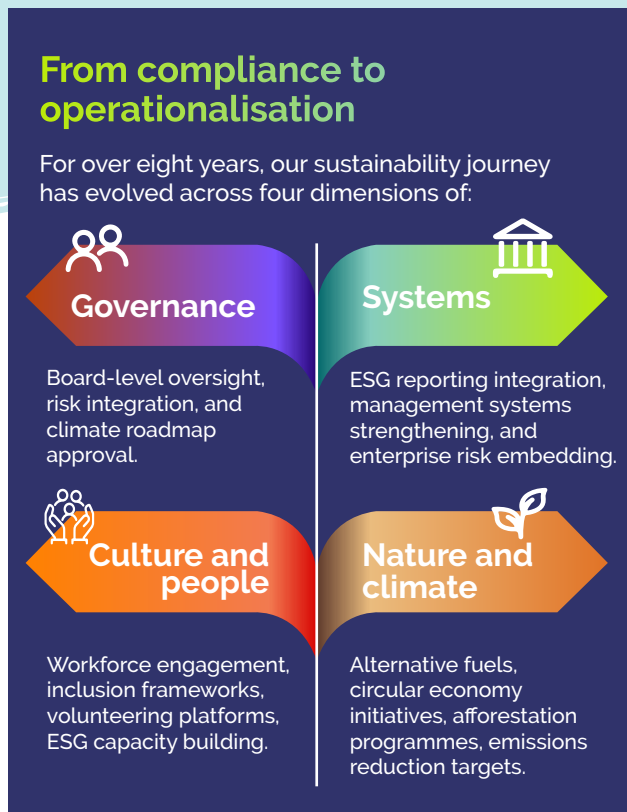 From compliance to
operationalisation
For over eight years, our sustainability journey
has evolved across four dimensions of:
Governance
Board-level oversight,
risk integration, and
climate roadmap
approval.
Systems
ESG reporting integration,
management systems
strengthening, and
enterprise risk embedding.
Culture and
people
Workforce engagement,
inclusion frameworks,
volunteering platforms,
ESG capacity building.
Nature and
climate
Alternative fuels,
circular economy
initiatives, afforestation
programmes, emissions
reduction targets.